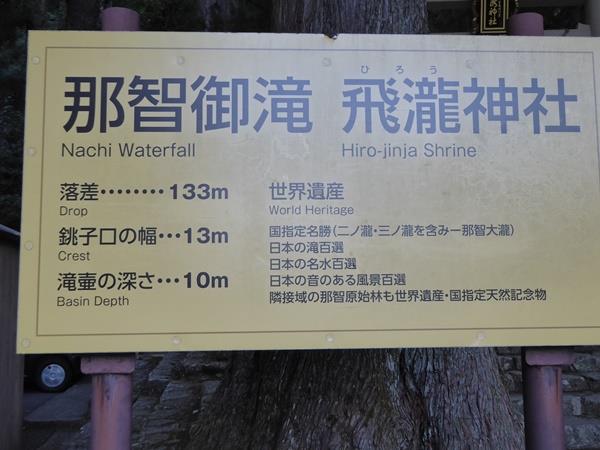 那智御滝 飛瀧神社
ひろう
Nachi Waterfall Hiro-jinja Shrine
落差………133m
Drop
銚子口の幅…13m
Crest
滝壷の深さ…10m
Basin Depth
世界遺産
World Heritage
国指定名勝(二ノ瀧・三ノ瀧を含みー那智大瀧)
日本の滝百選
日本の名水百選
日本の音のある風景百選
隣接域の那智原始林も世界遺産・国指定天然記念物